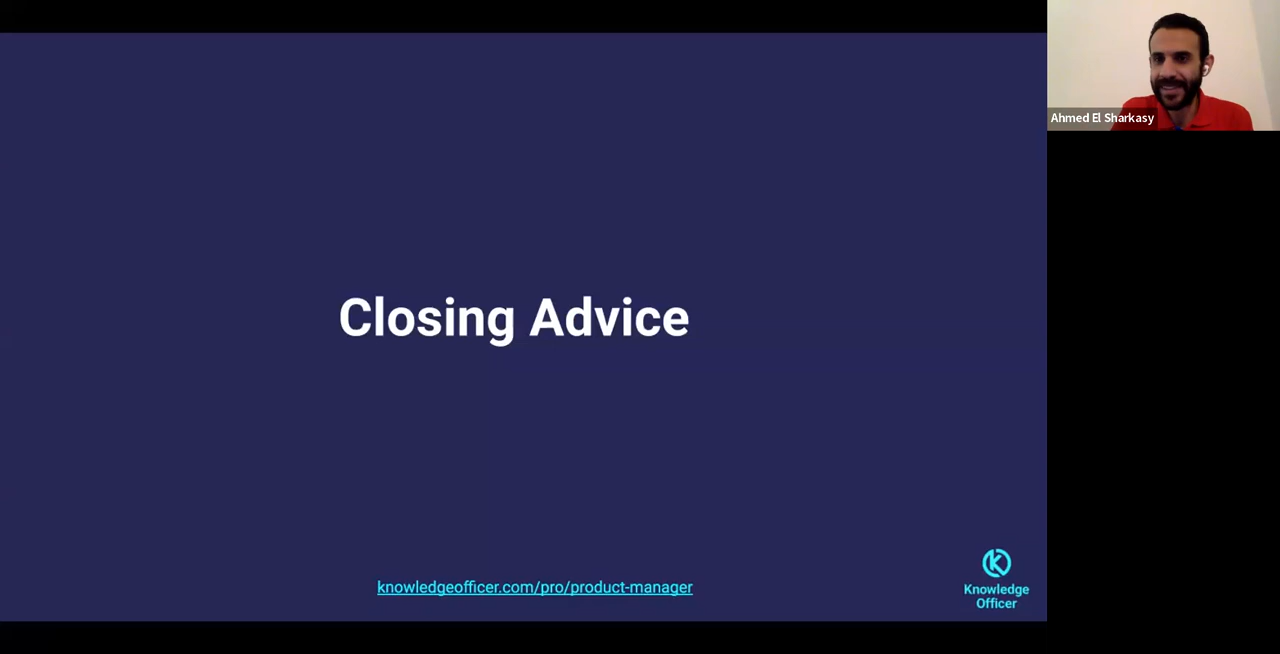 Ahmed El Sharkasy
Closing Advice
knowledgeofficer.com/pro/product-manager
Knowledge
Officer